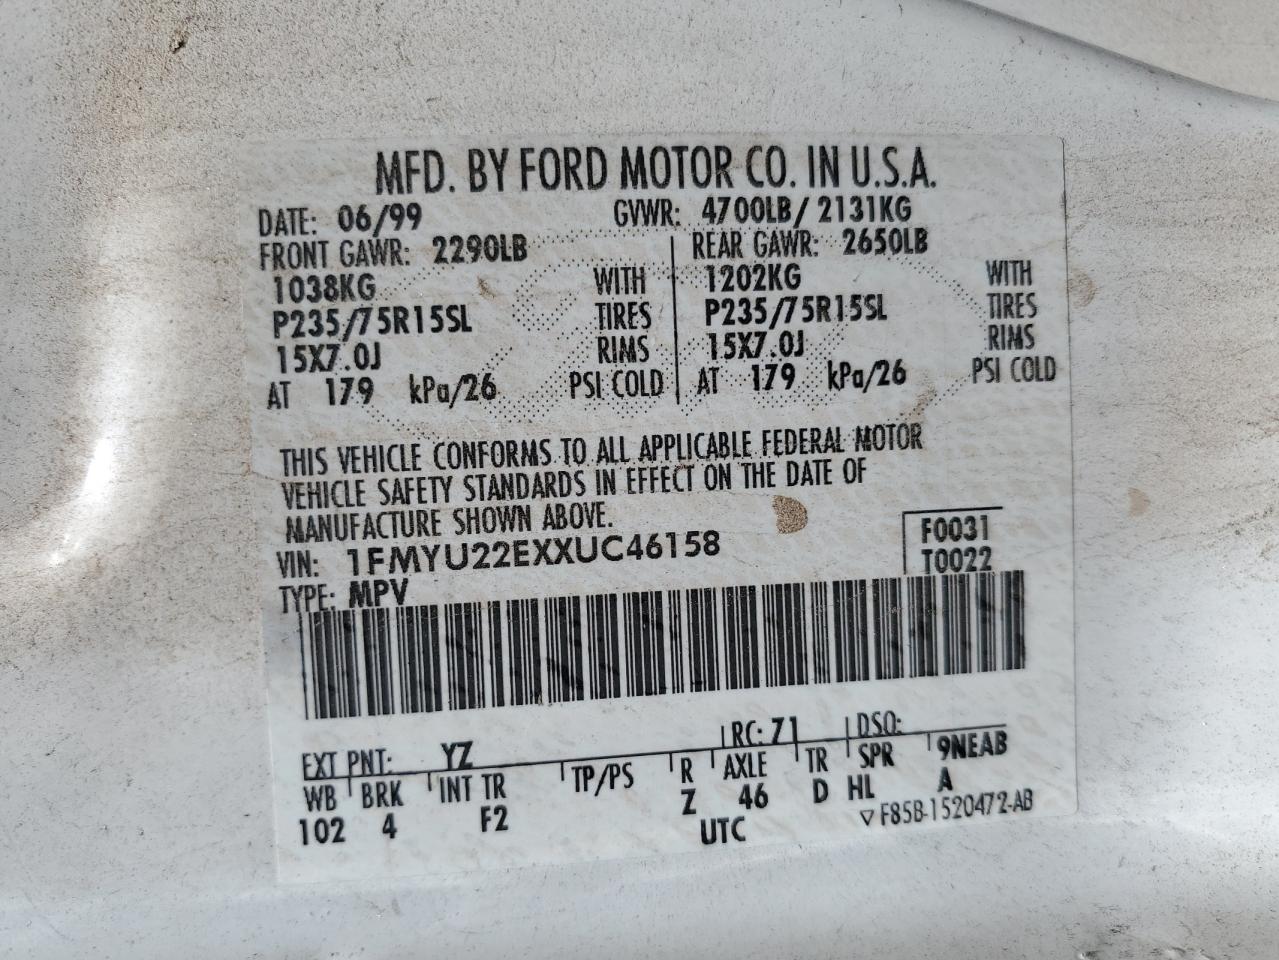 MFD. BY FORD MOTOR CO. IN U.S.A.
DATE: 06/99 GVWR: 4700LB/ 2131KG
FRONT GAWR: 2290LB REAR GAWR: 2650LB
1038KG WITH 1202KG WITH
P235/75R15SL TIRES P235/75R15SL TIRES
15X7.0J RIMS 15X7.0J RIMS
AT 179 kPa/26 PSI COLD AT 179 kPa/26 PSI COLD
THIS VEHICLE CONFORMS TO ALL APPLICABLE FEDERAL MOTOR
VEHICLE SAFETY STANDARDS IN EFFECT ON THE DATE OF
MANUFACTURE SHOWN ABOVE.
VIN: 1FMYU22EXXUC46158 F0031
TYPE: MPV T0022
EXT PNT: YZ RC: 71 DSO:
WB BRK INT TR TP/PS R AXLE TR SPR 9NEAB
102 4 F2 Z 46 D HL A
UTC ▽F85B-1520472-AB